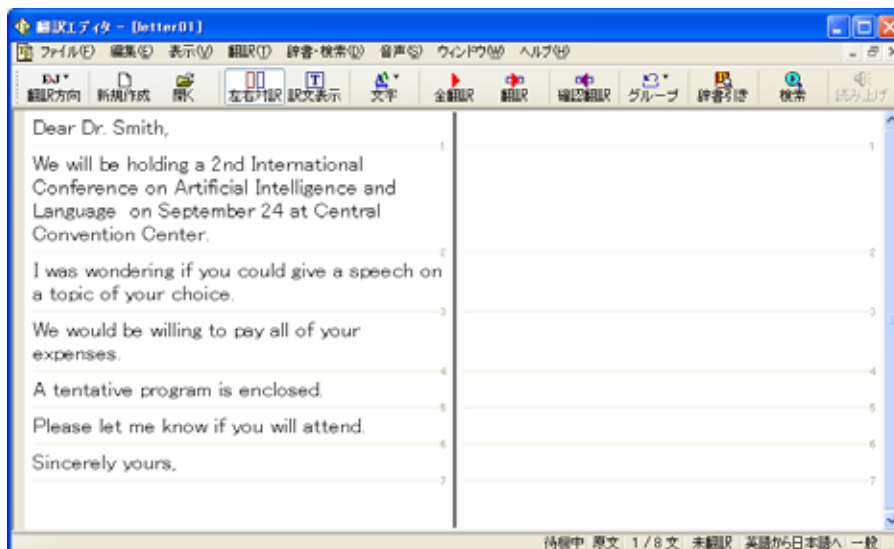 翻訳エディタ - [letter01]
ファイル(F) 編集(E) 表示(V) 翻訳(T) 辞書・検索(D) 音声(S) ウィンドウ(W) ヘルプ(H)
翻訳方向 新規作成 開く 左右対訳 訳文表示 文字 全翻訳 翻訳 確認翻訳 グループ 辞書引き 検索 読み上げ
Dear Dr. Smith,
1 1
We will be holding a 2nd International
Conference on Artificial Intelligence and
Language on September 24 at Central
Convention Center.
2 2
I was wondering if you could give a speech on
a topic of your choice.
3 3
We would be willing to pay all of your
expenses.
4 4
A tentative program is enclosed.
5 5
Please let me know if you will attend.
6 6
Sincerely yours,
7 7
待機中 原文 1/8文 未翻訳 英語から日本語へ 一般